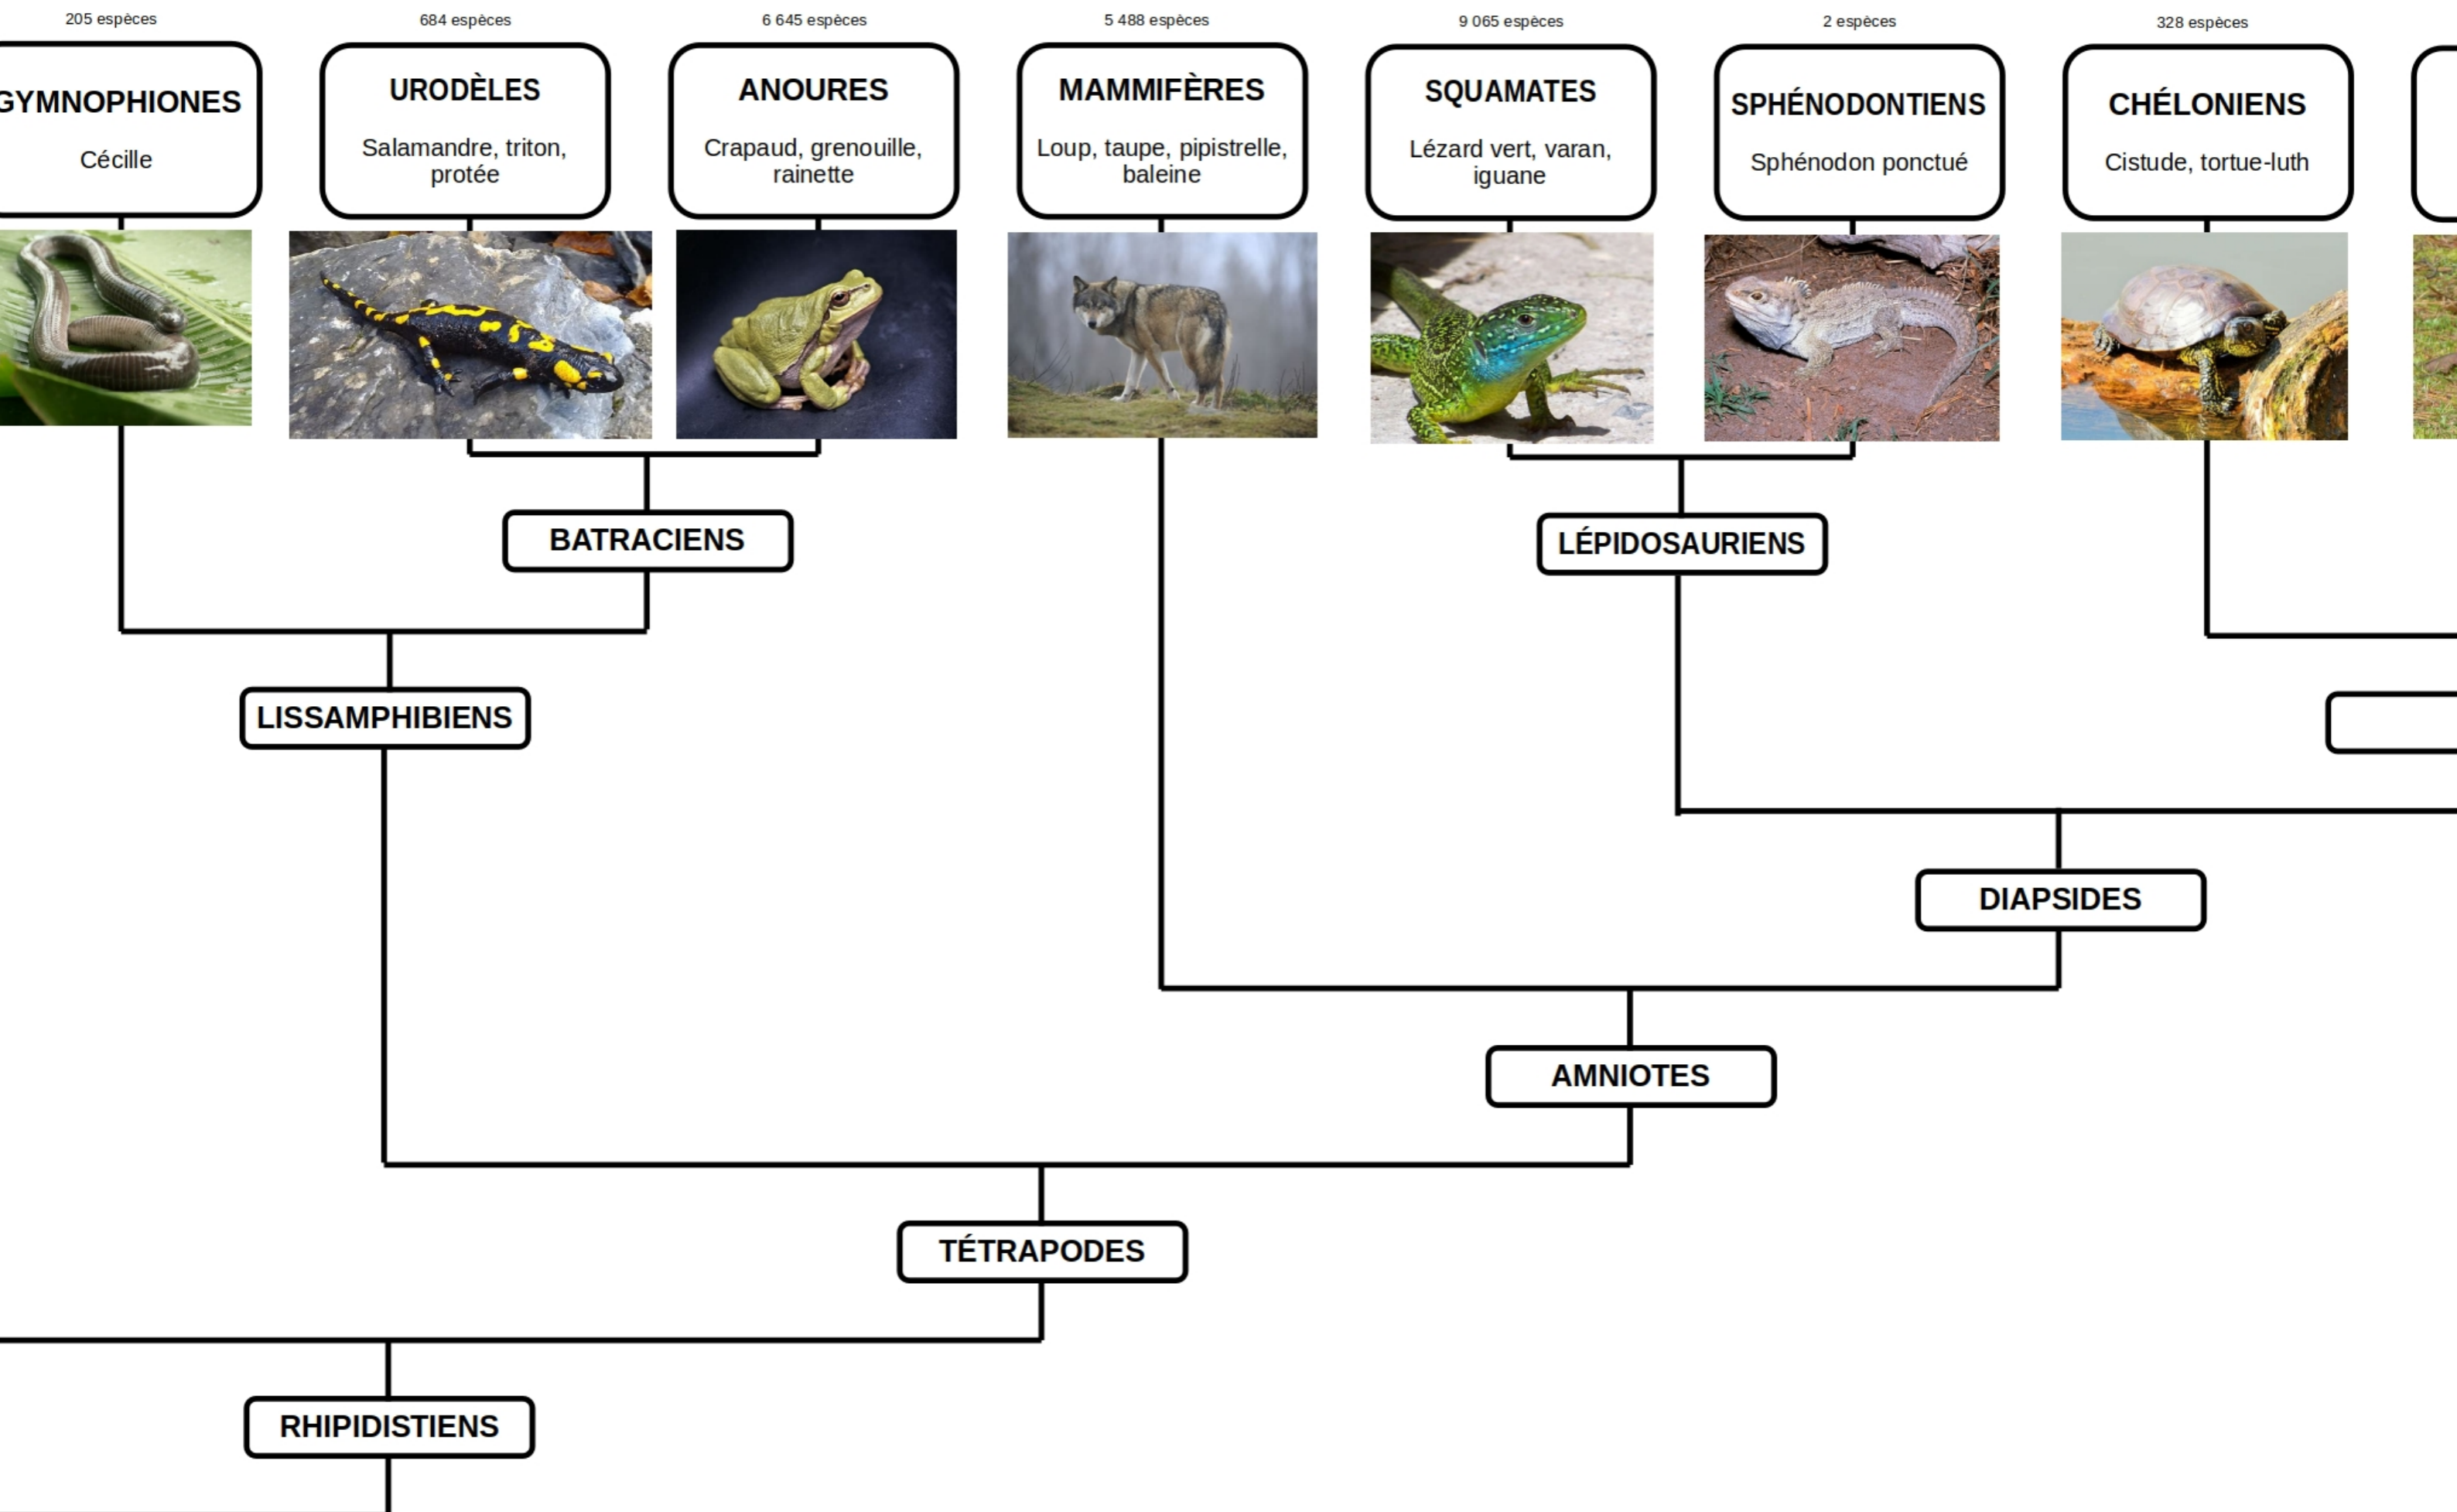 205 espèces
684 espèces
6 645 espèces
5 488 espèces
9 065 espèces
2 espèces
328 espèces
GYMNOPHIONES
Cécille
URODÈLES
Salamandre, triton,
protée
ANOURES
Crapaud, grenouille,
rainette
MAMMIFÈRES
Loup, taupe, pipistrelle,
baleine
SQUAMATES
Lézard vert, varan,
iguane
SPHÉNODONTIENS
Sphénodon ponctué
CHÉLONIENS
Cistude, tortue-luth
BATRACIENS
LÉPIDOSAURIENS
LISSAMPHIBIENS
DIAPSIDES
AMNIOTES
TÉTRAPODES
RHIPIDISTIENS